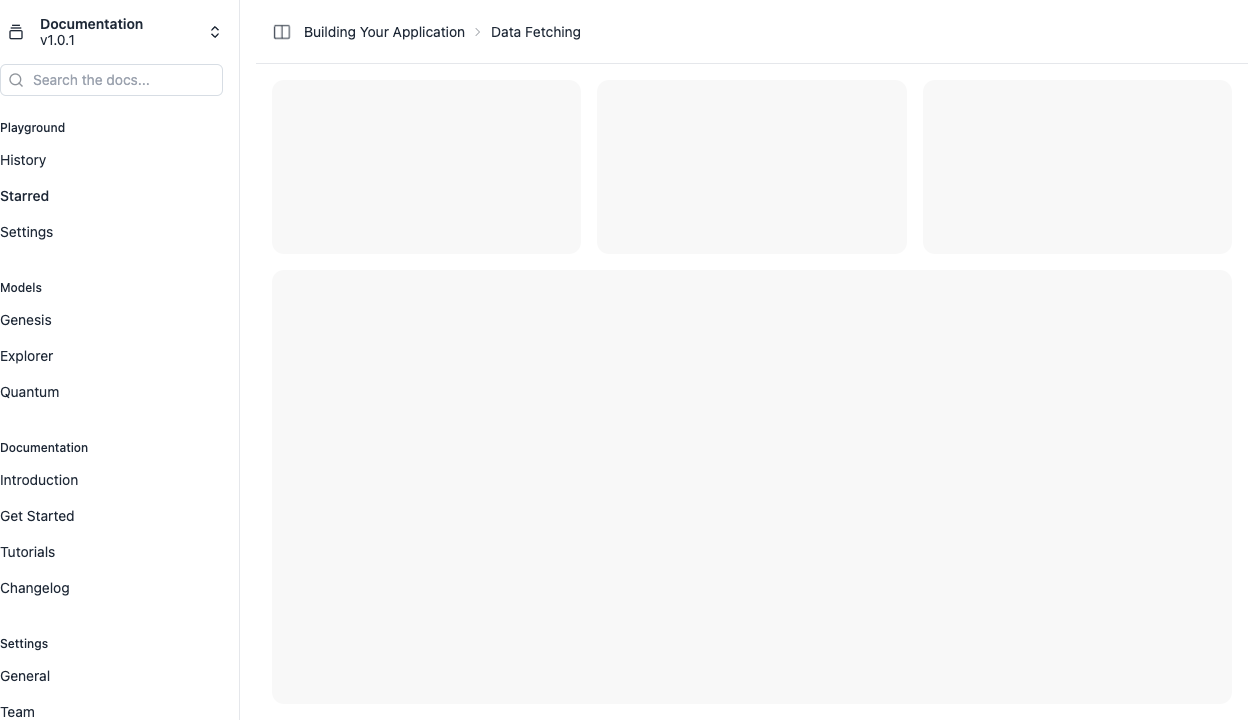 Documentation
v1.0.1
Search the docs...
Playground
History
Starred
Settings
Models
Genesis
Explorer
Quantum
Documentation
Introduction
Get Started
Tutorials
Changelog
Settings
General
Team
Building Your Application
Data Fetching